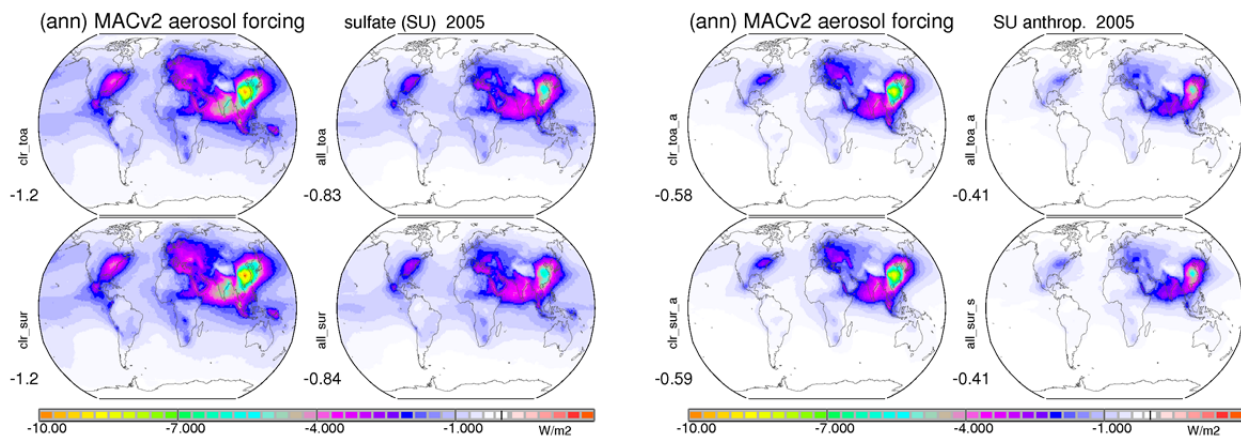 (ann) MACv2 aerosol forcing sulfate (SU) 2005
clr_toa
-1.2
all_toa
-0.83
clr_sur
-1.2
all_sur
-0.84
-10.00 -7.000 -4.000 -1.000 W/m2
(ann) MACv2 aerosol forcing SU anthrop. 2005
clr_toa_a
-0.58
all_toa_a
-0.41
clr_sur_a
-0.59
all_sur_s
-0.41
-10.00 -7.000 -4.000 -1.000 W/m2